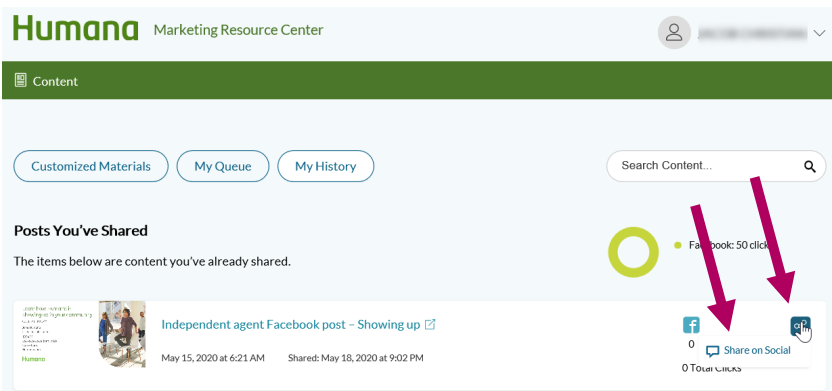 Humana Marketing Resource Center
Content
Customized Materials My Queue My History Search Content...
Posts You've Shared
Facebook: 50 clicks
The items below are content you've already shared.
Independent agent Facebook post – Showing up
May 15, 2020 at 6:21 AM Shared: May 18, 2020 at 9:02 PM
Humana
0
Share on Social
0 Total Clicks